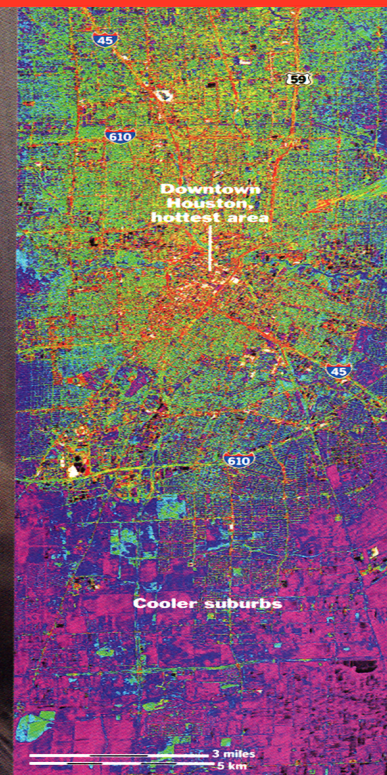 45
59
610
Downtown
Houston,
hottest area
45
610
Cooler suburbs
3 miles
5 km